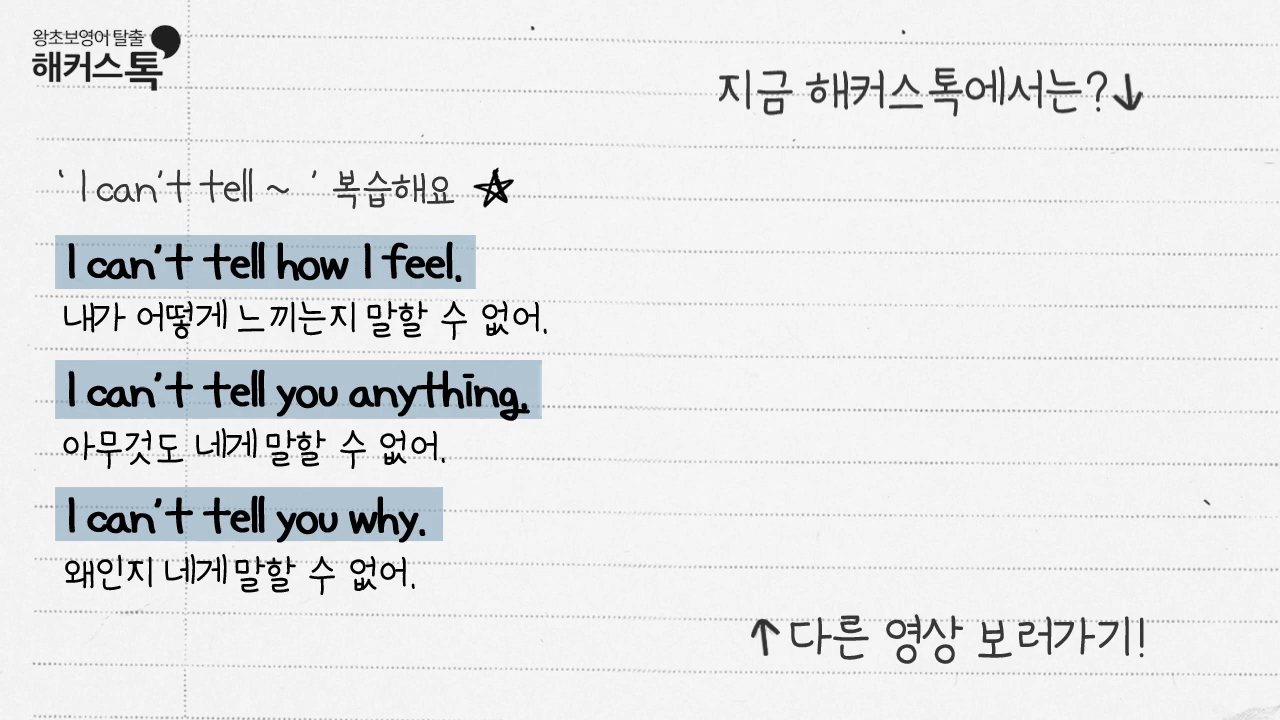 왕초보영어 탈출
해커스톡
지금 해커스톡에서는?↓
' I can't tell ~ ' 복습해요 ☆
I can't tell how I feel.
내가 어떻게 느끼는지 말할 수 없어.
I can't tell you anything.
아무것도 네게 말할 수 없어.
I can't tell you why.
왜인지 네게 말할 수 없어.
↑다른 영상 보러가기!